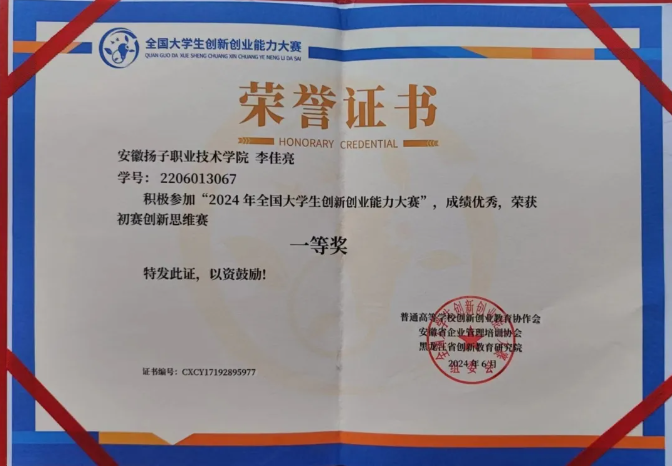 全国大学生创新创业能力大赛
QUAN GUO DA XUE SHENG CHUANG XIN CHUANG YE NENG LI DA SAI
荣誉证书
HONORARY CREDENTIAL
安徽扬子职业技术学院 李佳亮
学号：2206013067
积极参加“2024年全国大学生创新创业能力大赛”，成绩优秀，荣获
初赛创新思维赛
一等奖
特发此证，以资鼓励！
普通高等学校创新创业教育协作会
安徽省企业管理培训协会
黑龙江省创新教育研究院
2024年6月
证书编号：CXCY17192895977